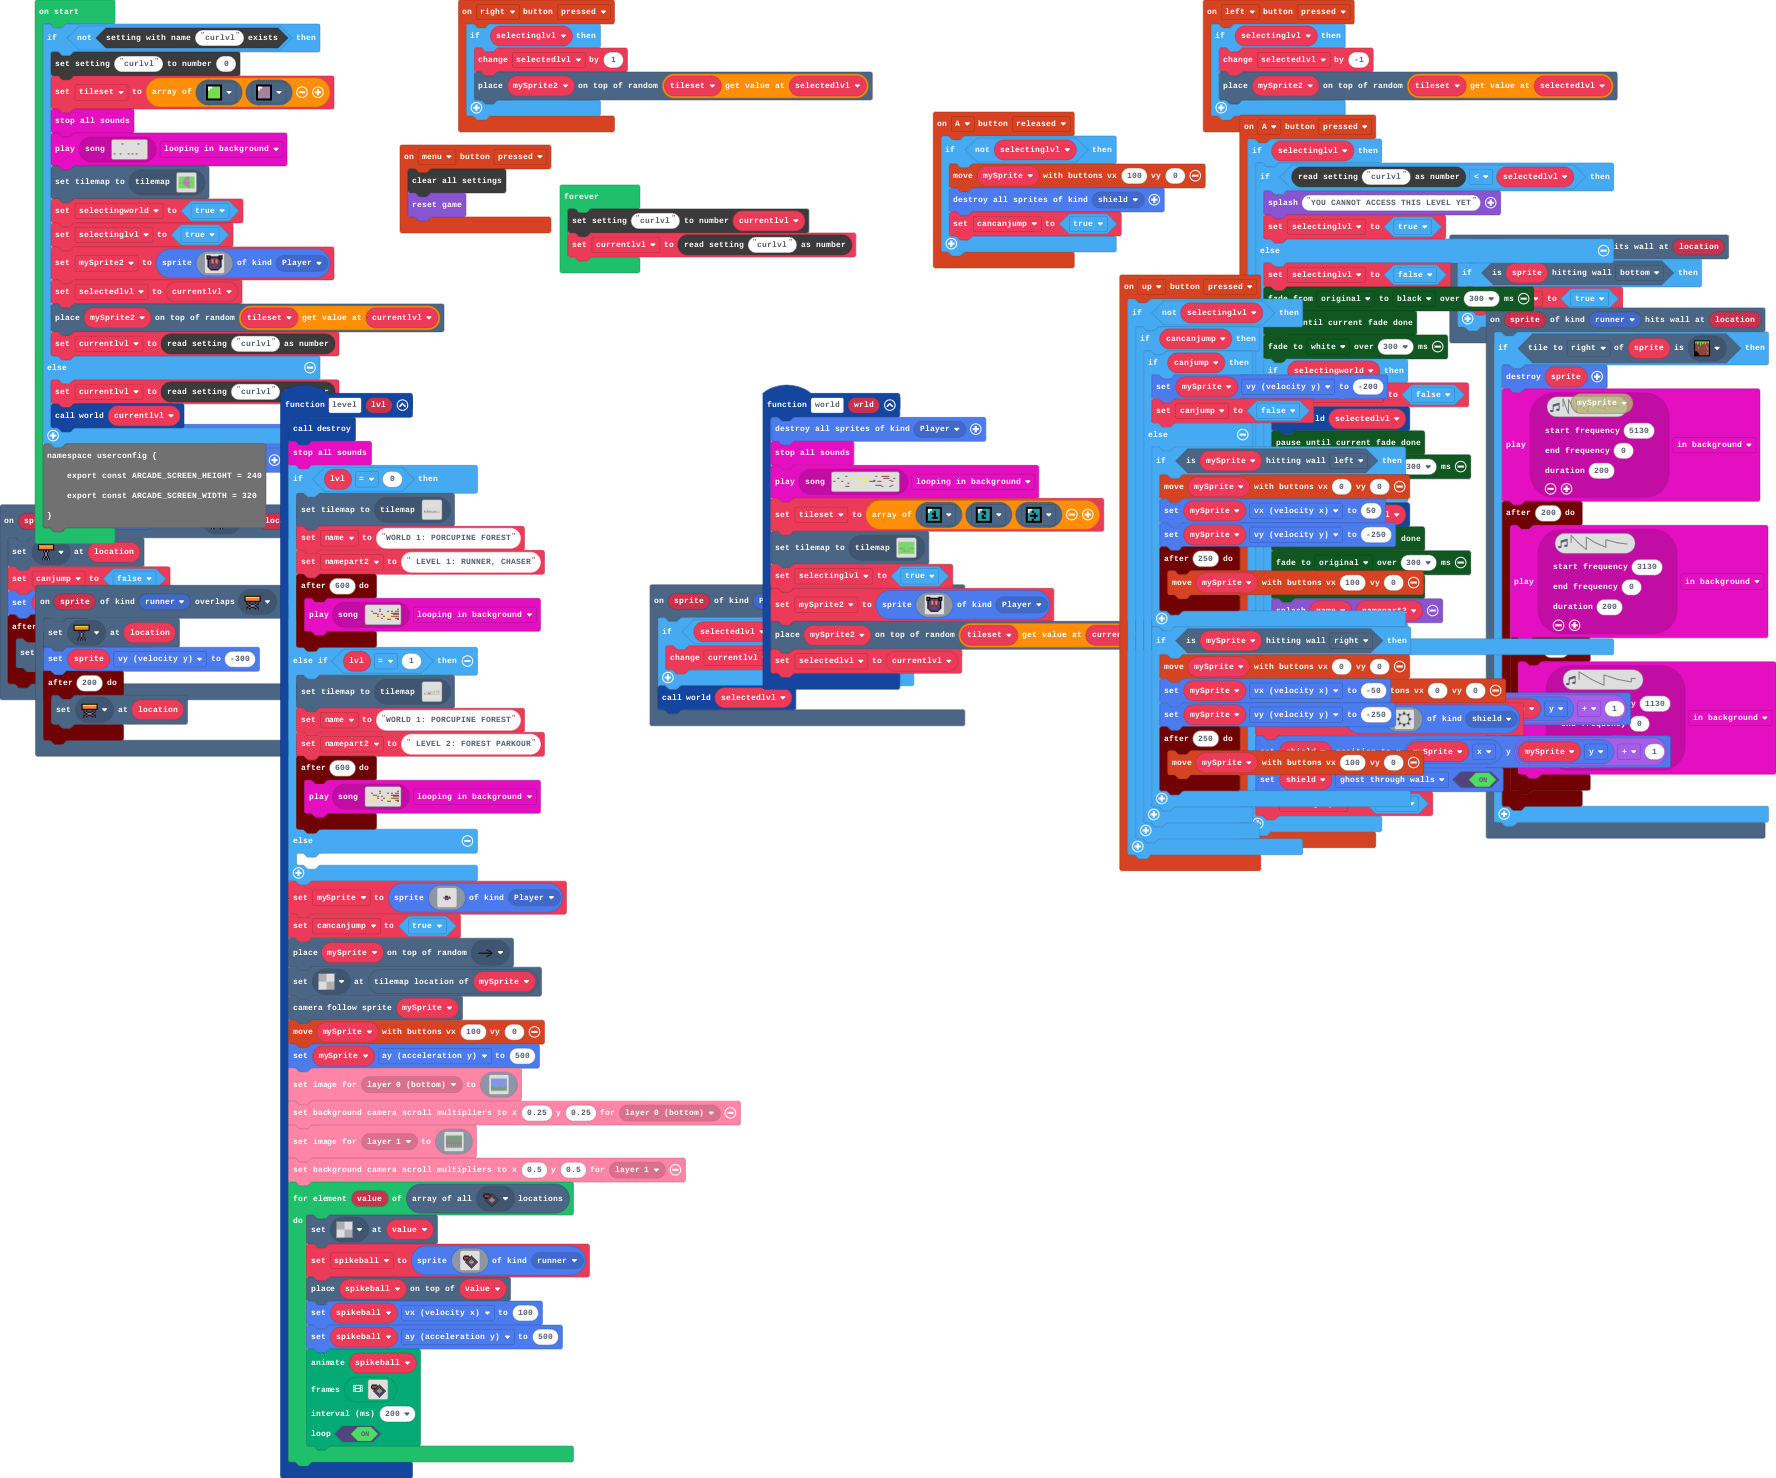 on start
if not setting with name "curlvl" exists then
set setting "curlvl" to number 0
set tileset to array of
stop all sounds
play song looping in background
set tilemap to tilemap
set selectingworld to true
set selectinglvl to true
set mySprite2 to sprite of kind Player
set selectedlvl to currentlvl
place mySprite2 on top of random tileset get value at currentlvl
set currentlvl to read setting "curlvl" as number
else
set currentlvl to read setting "curlvl"
call world currentlvl
namespace userconfig {
export const ARCADE_SCREEN_HEIGHT = 240
export const ARCADE_SCREEN_WIDTH = 320
}
on right button pressed
if selectinglvl then
change selectedlvl by 1
place mySprite2 on top of random tileset get value at selectedlvl
on menu button pressed
clear all settings
reset game
forever
set setting "curlvl" to number currentlvl
set currentlvl to read setting "curlvl" as number
on A button released
if not selectinglvl then
move mySprite with buttons vx 100 vy 0
destroy all sprites of kind shield
set cancanjump to true
on left button pressed
if selectinglvl then
change selectedlvl by -1
place mySprite2 on top of random tileset get value at selectedlvl
on A button pressed
if selectinglvl then
if read setting "curlvl" as number < selectedlvl then
splash "YOU CANNOT ACCESS THIS LEVEL YET"
set selectinglvl to true
else
set selectinglvl to false
fade from original to black over 300 ms
until current fade done
fade to white over 300 ms
if selectingworld then
to false
selectedlvl
pause until current fade done
300 ms
done
fade to original over 300 ms
vx 0 vy 0
of kind shield
y + 1
mySprite x y mySprite y + 1
set shield ghost through walls ON
its wall at location
if is sprite hitting wall bottom then
to true
on sprite of kind runner hits wall at location
if tile to right of sprite is then
destroy sprite
mySprite
start frequency 5130
play end frequency 0 in background
duration 200
after 200 do
start frequency 3130
play end frequency 0 in background
duration 200
y 1130
0 in background
on up button pressed
if not selectinglvl then
if cancanjump then
if canjump then
set mySprite vy (velocity y) to -200
set canjump to false
else
if is mySprite hitting wall left then
move mySprite with buttons vx 0 vy 0
set mySprite vx (velocity x) to 50
set mySprite vy (velocity y) to -250
after 250 do
move mySprite with buttons vx 100 vy 0
if is mySprite hitting wall right then
move mySprite with buttons vx 0 vy 0
set mySprite vx (velocity x) to -50
set mySprite vy (velocity y) to -250
after 250 do
move mySprite with buttons vx 100 vy 0
on
set at location
set canjump to false
set
after
set
on sprite of kind runner overlaps
set at location
set sprite vy (velocity y) to -300
after 200 do
set at location
function level lvl
call destroy
stop all sounds
if lvl = 0 then
set tilemap to tilemap
set name to "WORLD 1: PORCUPINE FOREST"
set namepart2 to " LEVEL 1: RUNNER, CHASER"
after 600 do
play song looping in background
else if lvl = 1 then
set tilemap to tilemap
set name to "WORLD 1: PORCUPINE FOREST"
set namepart2 to " LEVEL 2: FOREST PARKOUR"
after 600 do
play song looping in background
else
set mySprite to sprite of kind Player
set cancanjump to true
place mySprite on top of random
set at tilemap location of mySprite
camera follow sprite mySprite
move mySprite with buttons vx 100 vy 0
set mySprite ay (acceleration y) to 500
set image for layer 0 (bottom) to
set background camera scroll multipliers to x 0.25 y 0.25 for layer 0 (bottom)
set image for layer 1 to
set background camera scroll multipliers to x 0.5 y 0.5 for layer 1
for element value of array of all locations
do
set at value
set spikeball to sprite of kind runner
place spikeball on top of value
set spikeball vx (velocity x) to 100
set spikeball ay (acceleration y) to 500
animate spikeball
frames
interval (ms) 200
loop ON
on sprite of kind
if selectedlvl
change currentlvl
call world selectedlvl
function world wrld
destroy all sprites of kind Player
stop all sounds
play song looping in background
set tileset to array of
set tilemap to tilemap
set selectinglvl to true
set mySprite2 to sprite of kind Player
place mySprite2 on top of random tileset get value at
set selectedlvl to currentlvl